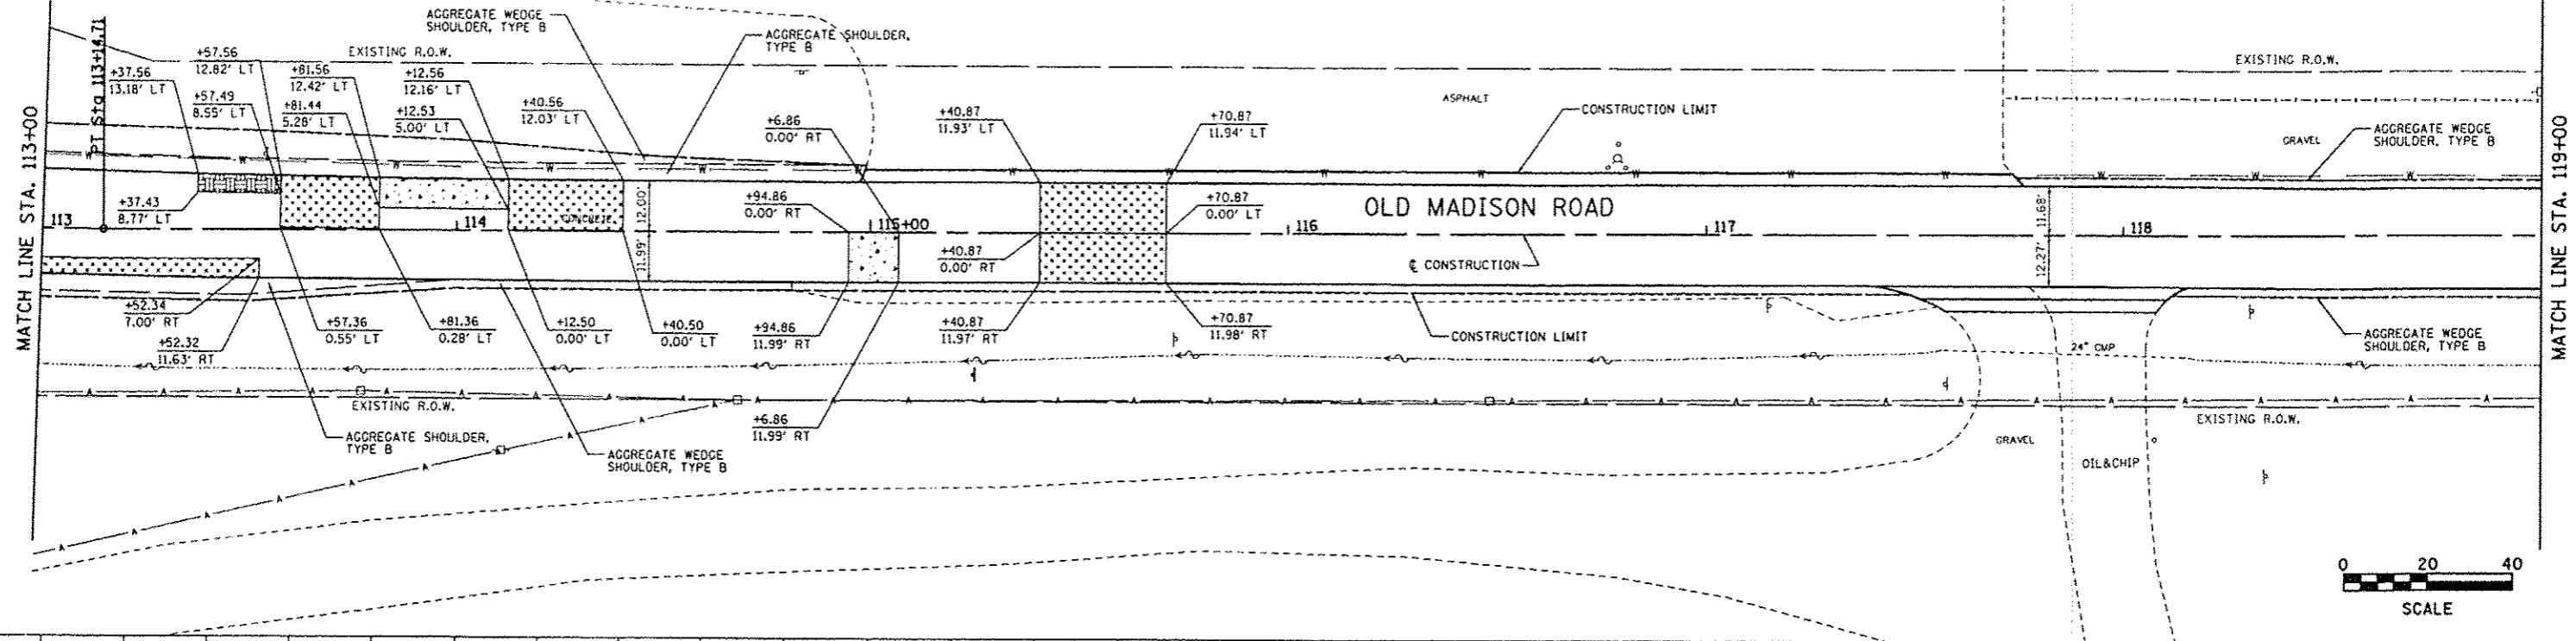 MATCH LINE STA. 113+00
PT Sta 113+14.71
AGGREGATE WEDGE
SHOULDER, TYPE B
AGGREGATE SHOULDER,
TYPE B
EXISTING R.O.W.
+37.56
13.18' LT
+57.56
12.82' LT
+57.49
8.55' LT
+81.56
12.42' LT
+81.44
5.28' LT
+12.56
12.16' LT
+12.53
5.00' LT
+40.56
12.03' LT
+6.86
0.00' RT
+40.87
11.93' LT
+70.87
11.94' LT
ASPHALT
CONSTRUCTION LIMIT
EXISTING R.O.W.
GRAVEL
AGGREGATE WEDGE
SHOULDER, TYPE B
+37.43
8.77' LT
113
114
CONCRETE
12.00'
11.99'
+94.86
0.00' RT
115+00
+40.87
0.00' RT
+70.87
0.00' LT
116
OLD MADISON ROAD
℄ CONSTRUCTION
117
11.68'
12.27'
118
+52.34
7.00' RT
+52.32
11.63' RT
+57.36
0.55' LT
+81.36
0.28' LT
+12.50
0.00' LT
+40.50
0.00' LT
+94.86
11.99' RT
+6.86
11.99' RT
+40.87
11.97' RT
+70.87
11.98' RT
CONSTRUCTION LIMIT
24" CMP
AGGREGATE WEDGE
SHOULDER, TYPE B
EXISTING R.O.W.
AGGREGATE SHOULDER,
TYPE B
AGGREGATE WEDGE
SHOULDER, TYPE B
EXISTING R.O.W.
GRAVEL
OIL&CHIP
MATCH LINE STA. 119+00
0 20 40
SCALE